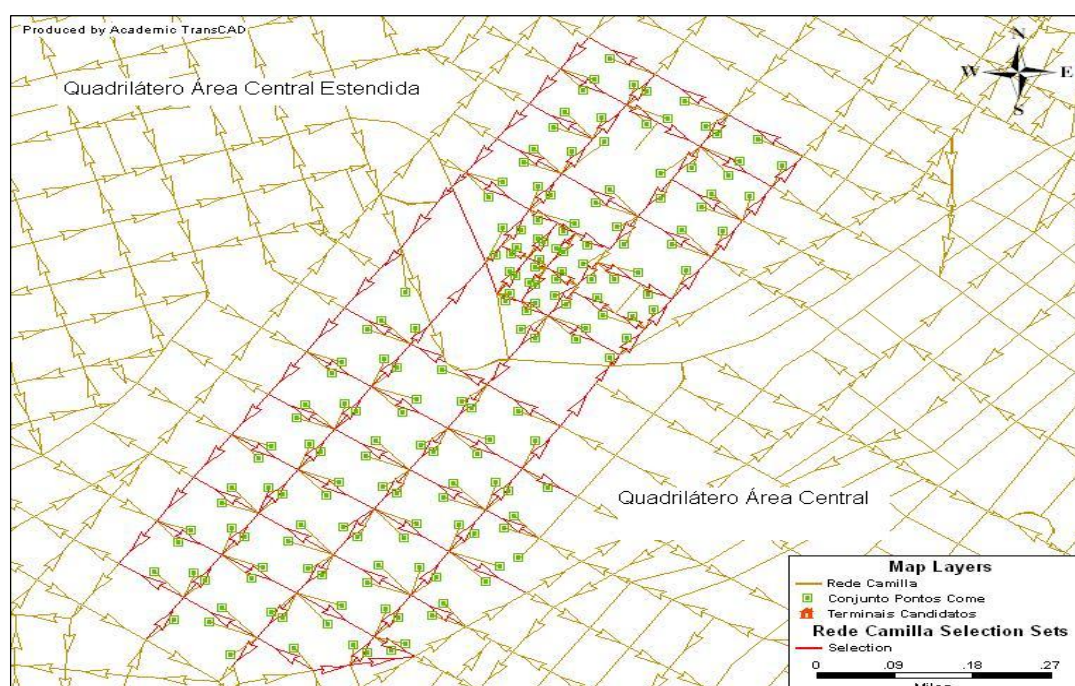 Produced by Academic TransCAD
N
W E
S
Quadrilátero Área Central Estendida
Quadrilátero Área Central
Map Layers
Rede Camilla
Conjunto Pontos Come
Terminais Candidatos
Rede Camilla Selection Sets
Selection
0 .09 .18 .27
Miles